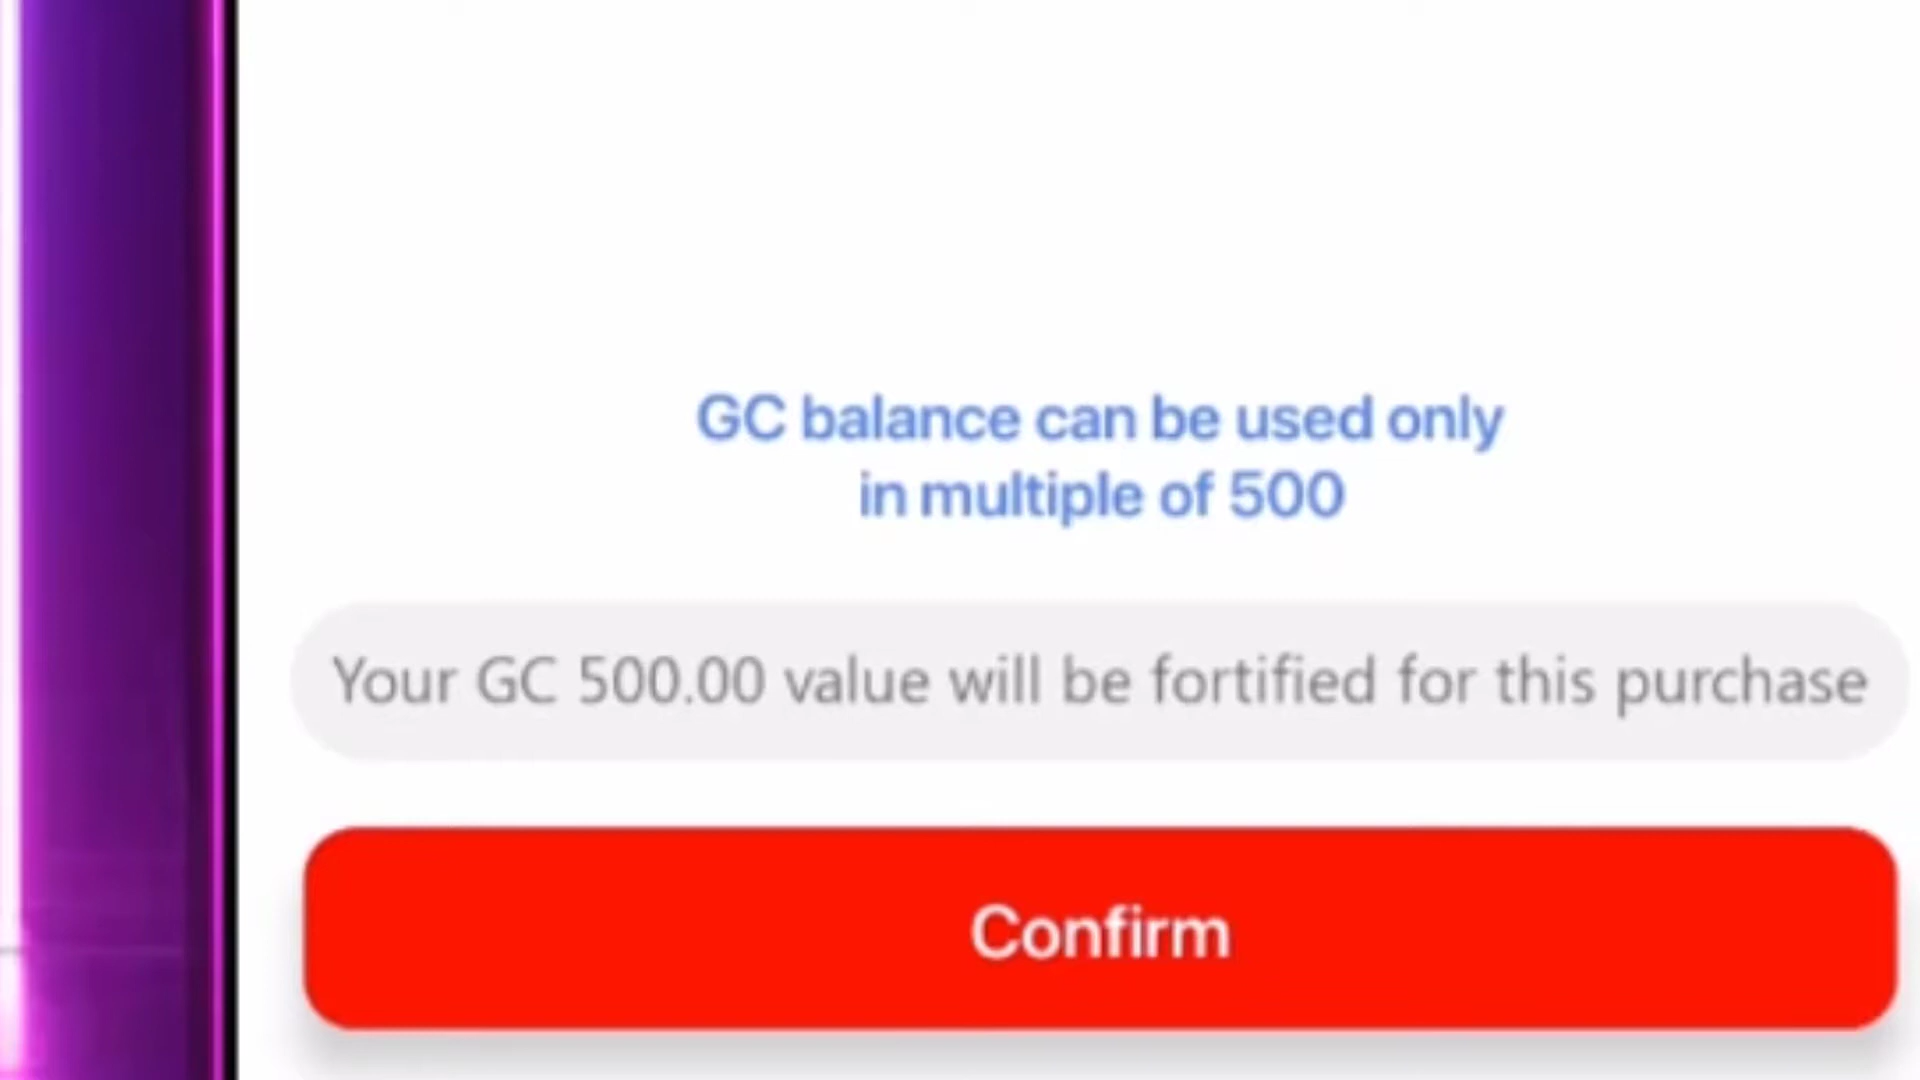 GC balance can be used only
in multiple of 500
Your GC 500.00 value will be fortified for this purchase
Confirm